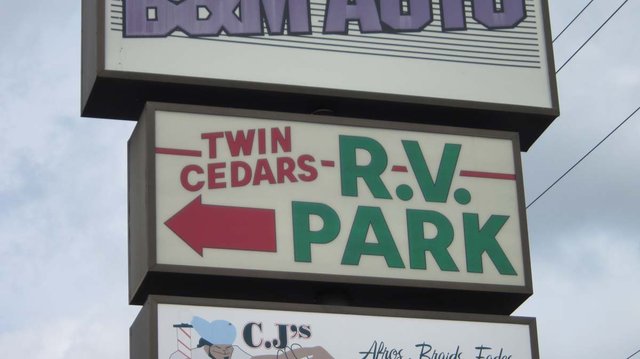 B&M AUTO
TWIN
CEDARS
R.V.
PARK
C.J's
Afros, Braids, Fades